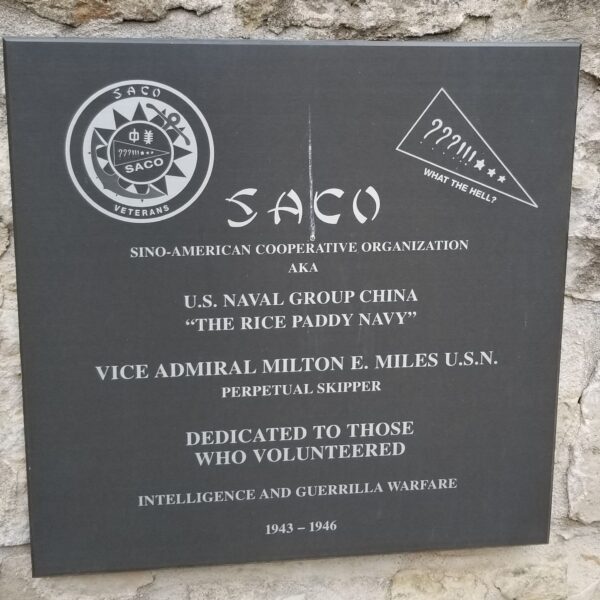 SACO
中美
???!!!★★★
SACO
VETERANS
???!!!★★★
WHAT THE HELL?
SACO
SINO-AMERICAN COOPERATIVE ORGANIZATION
AKA
U.S. NAVAL GROUP CHINA
“THE RICE PADDY NAVY”
VICE ADMIRAL MILTON E. MILES U.S.N.
PERPETUAL SKIPPER
DEDICATED TO THOSE
WHO VOLUNTEERED
INTELLIGENCE AND GUERRILLA WARFARE
1943 – 1946